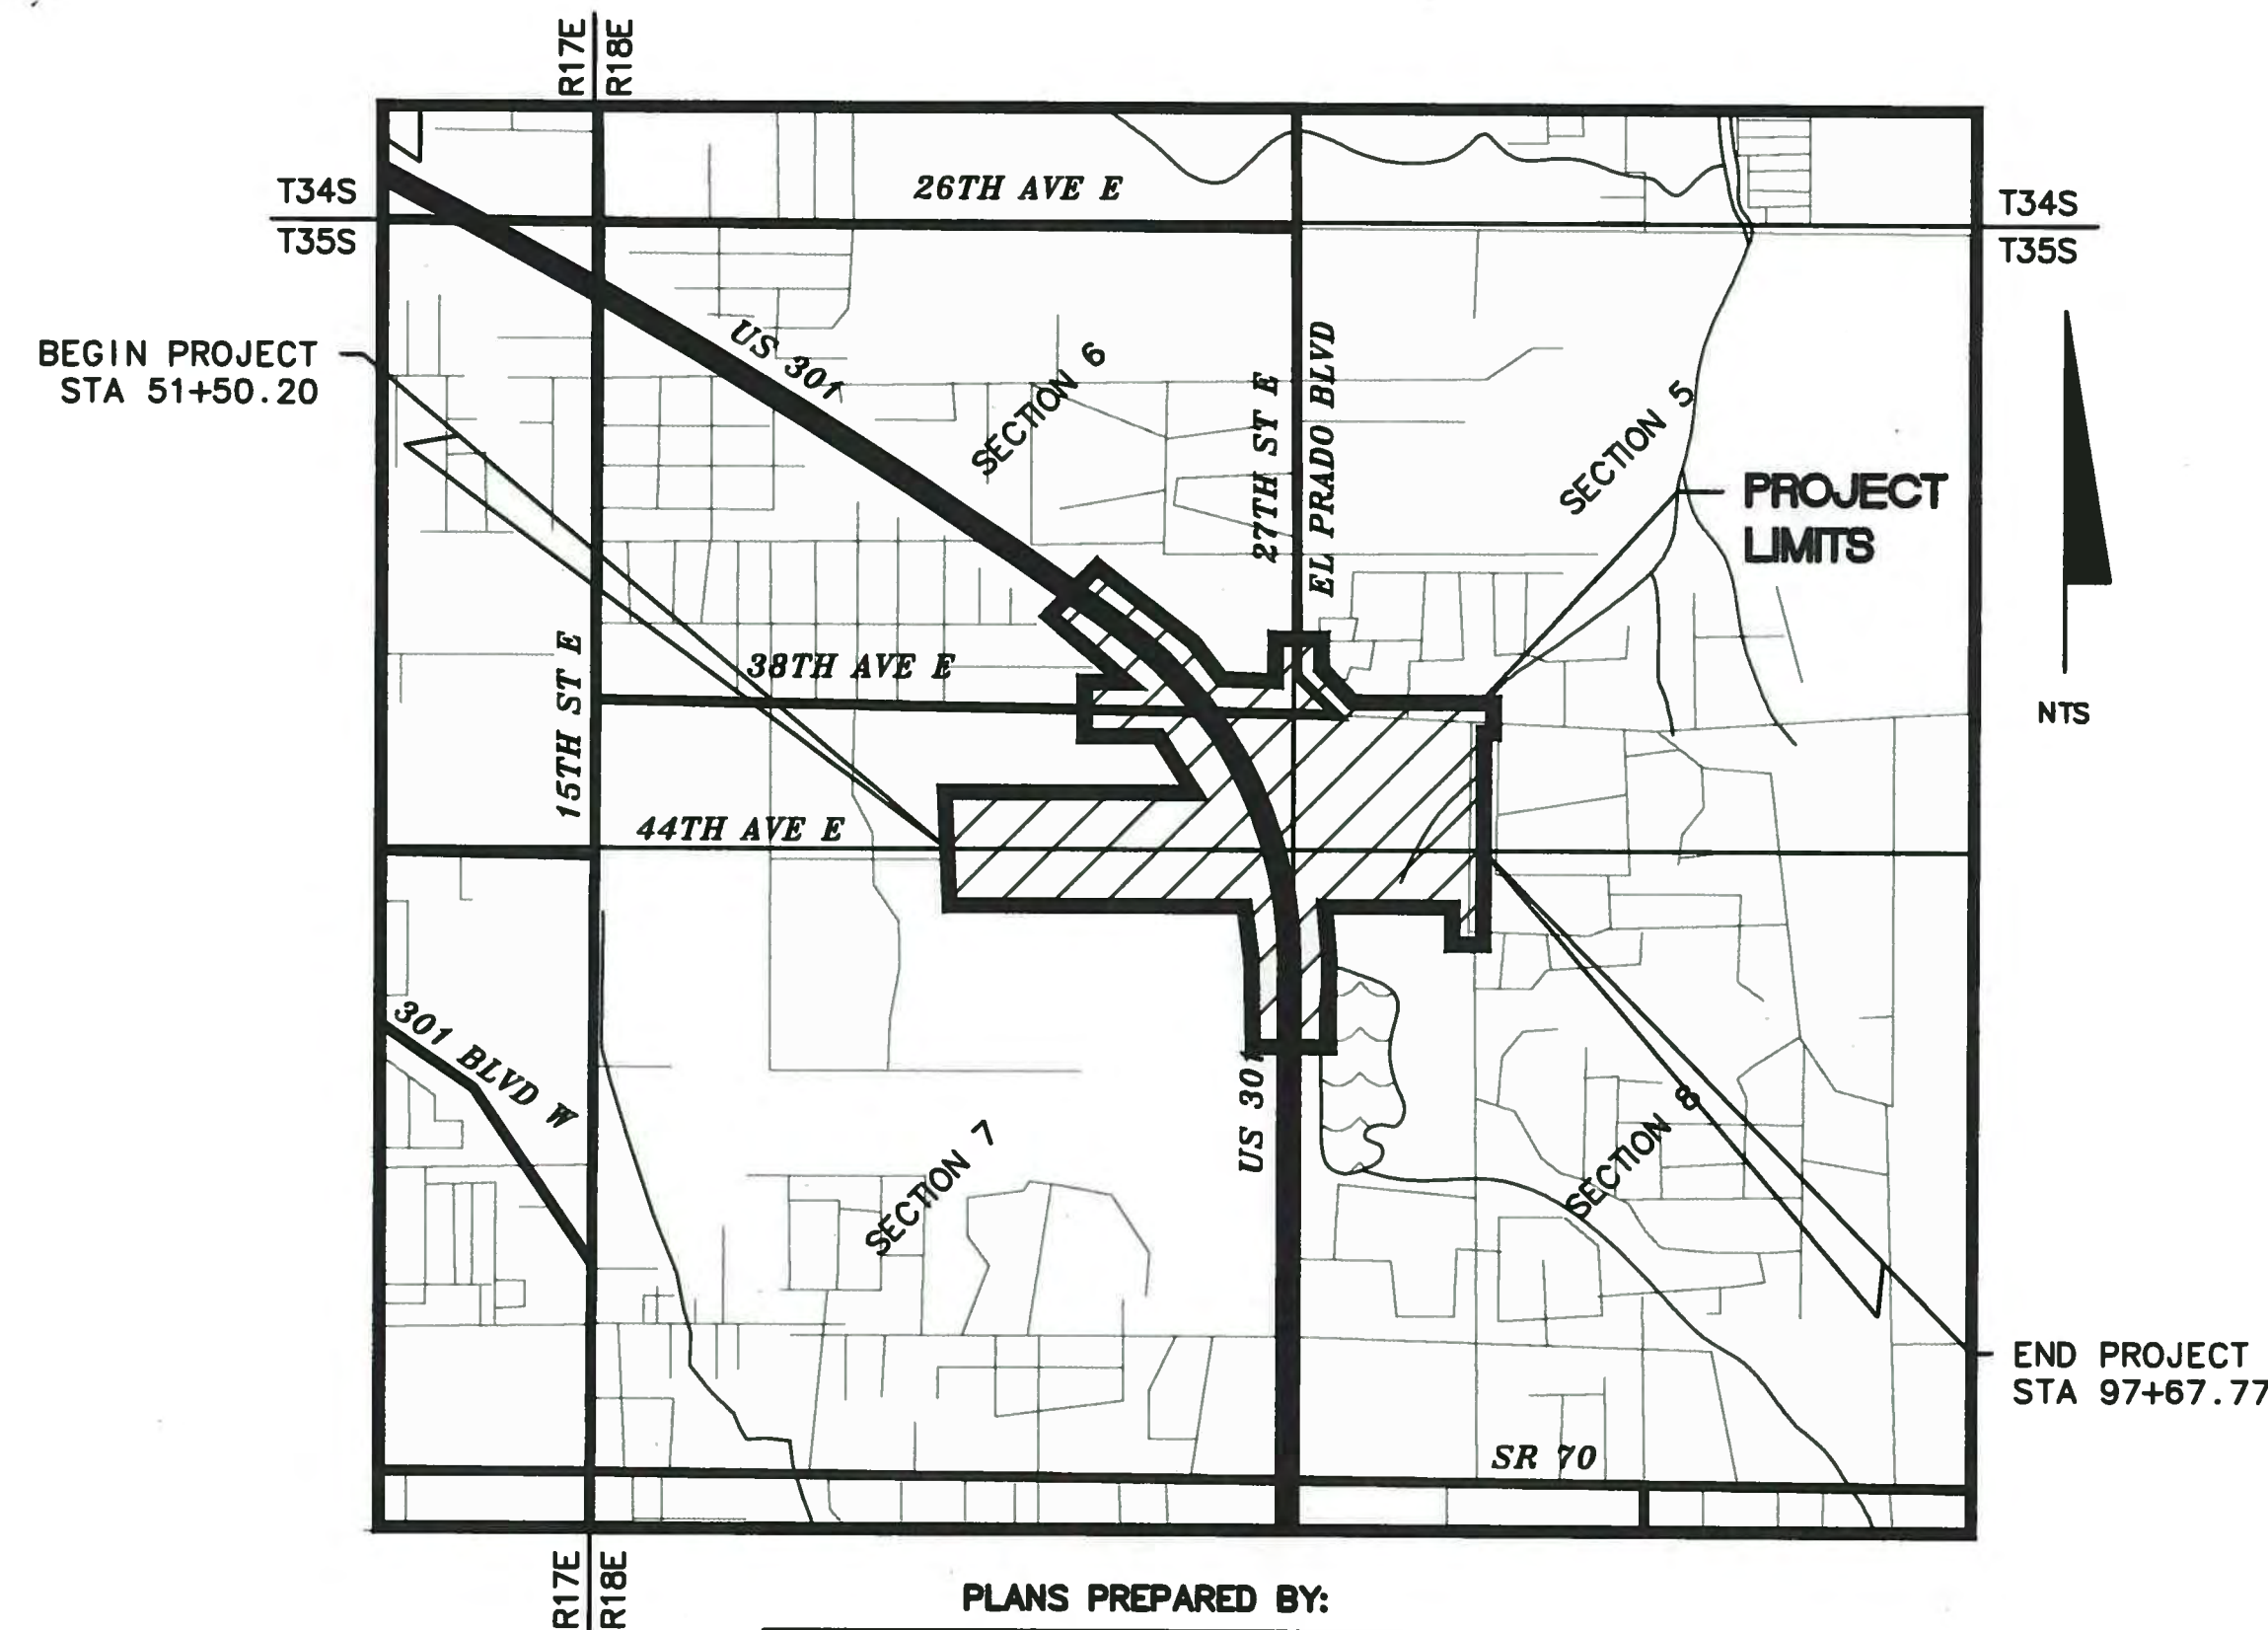 R17E
R18E
T34S
26TH AVE E
T34S
T35S
T35S
BEGIN PROJECT
STA 51+50.20
US 301
SECTION 6
27TH ST E
EL PRADO BLVD
SECTION 5
PROJECT
LIMITS
NTS
38TH AVE E
15TH ST E
44TH AVE E
301 BLVD W
US 301
SECTION 7
SECTION 8
END PROJECT
STA 97+67.77
SR 70
R17E
R18E
PLANS PREPARED BY: